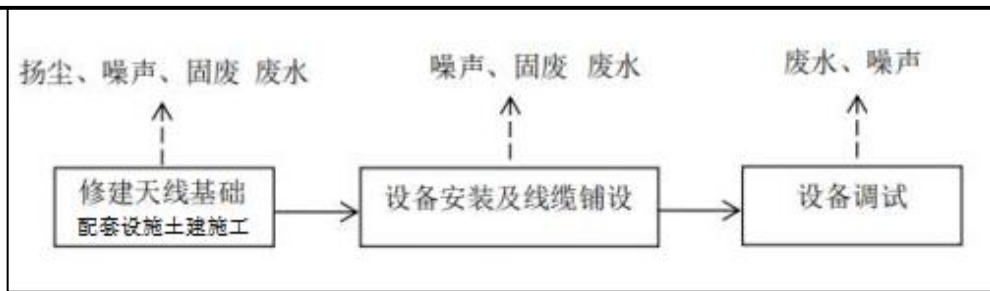 扬尘、噪声、固废 废水
噪声、固废 废水
废水、噪声
修建天线基础
配套设施土建施工
设备安装及线缆铺设
设备调试